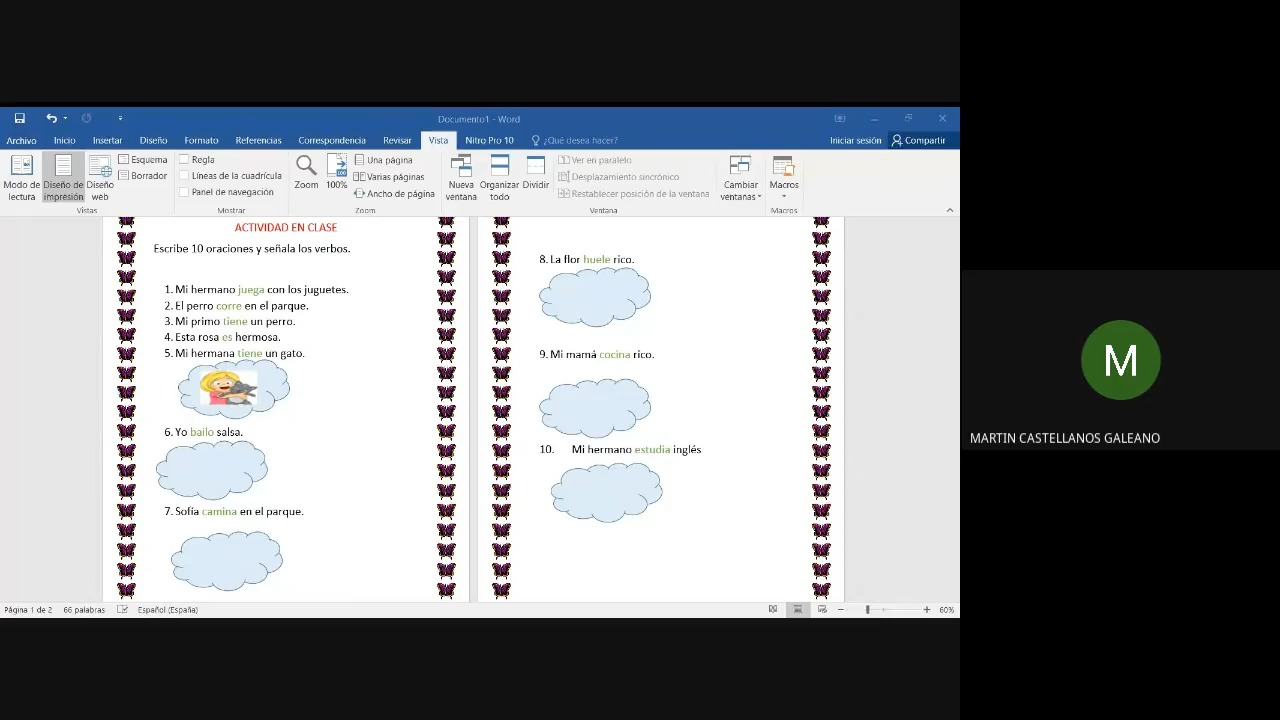 Documento1 - Word
Archivo Inicio Insertar Diseño Formato Referencias Correspondencia Revisar Vista Nitro Pro 10 ¿Qué desea hacer? Iniciar sesión Compartir
Modo de lectura
Diseño de impresión
Diseño web
Esquema
Borrador
Vistas
Regla
Líneas de la cuadrícula
Panel de navegación
Mostrar
Zoom
100%
Una página
Varias páginas
Ancho de página
Zoom
Nueva ventana
Organizar todo
Dividir
Ver en paralelo
Desplazamiento sincrónico
Restablecer posición de la ventana
Ventana
Cambiar ventanas
Macros
Macros
ACTIVIDAD EN CLASE
Escribe 10 oraciones y señala los verbos.
1. Mi hermano juega con los juguetes.
2. El perro corre en el parque.
3. Mi primo tiene un perro.
4. Esta rosa es hermosa.
5. Mi hermana tiene un gato.
6. Yo bailo salsa.
7. Sofía camina en el parque.
8. La flor huele rico.
9. Mi mamá cocina rico.
10. Mi hermano estudia inglés
Página 1 de 2 66 palabras Español (España) 60%
M
MARTIN CASTELLANOS GALEANO